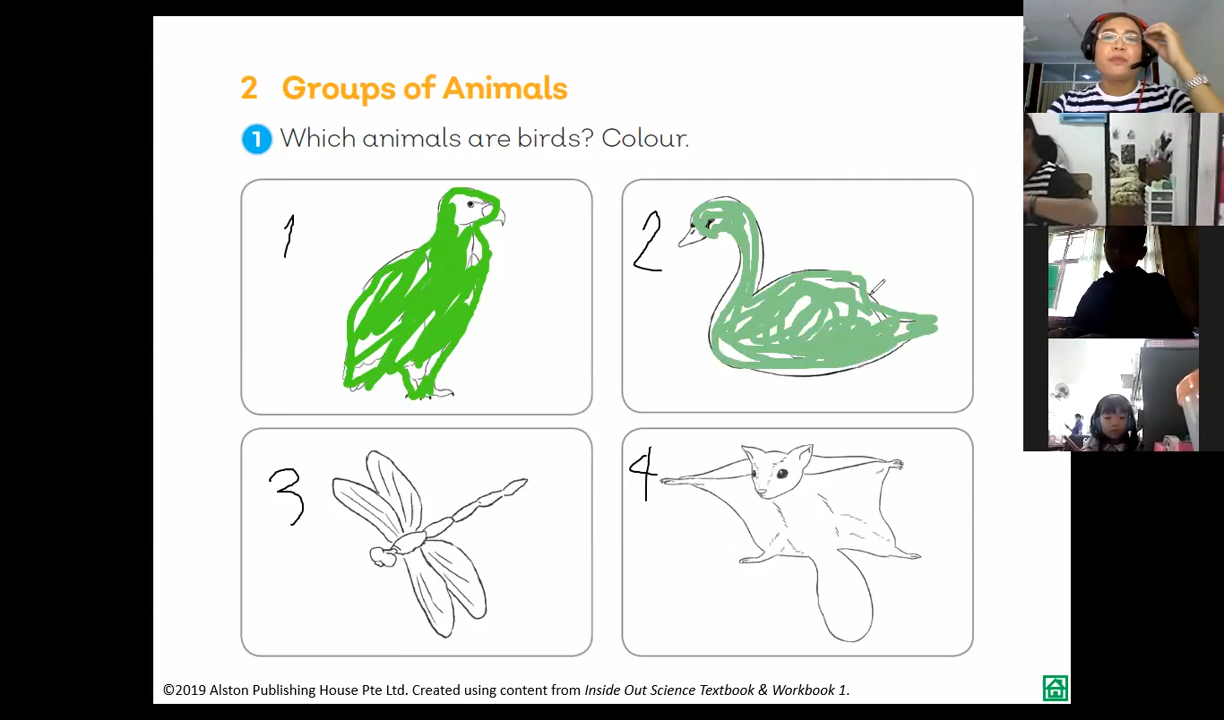 2 Groups of Animals
1 Which animals are birds? Colour.
1
2
3
4
©2019 Alston Publishing House Pte Ltd. Created using content from Inside Out Science Textbook & Workbook 1.